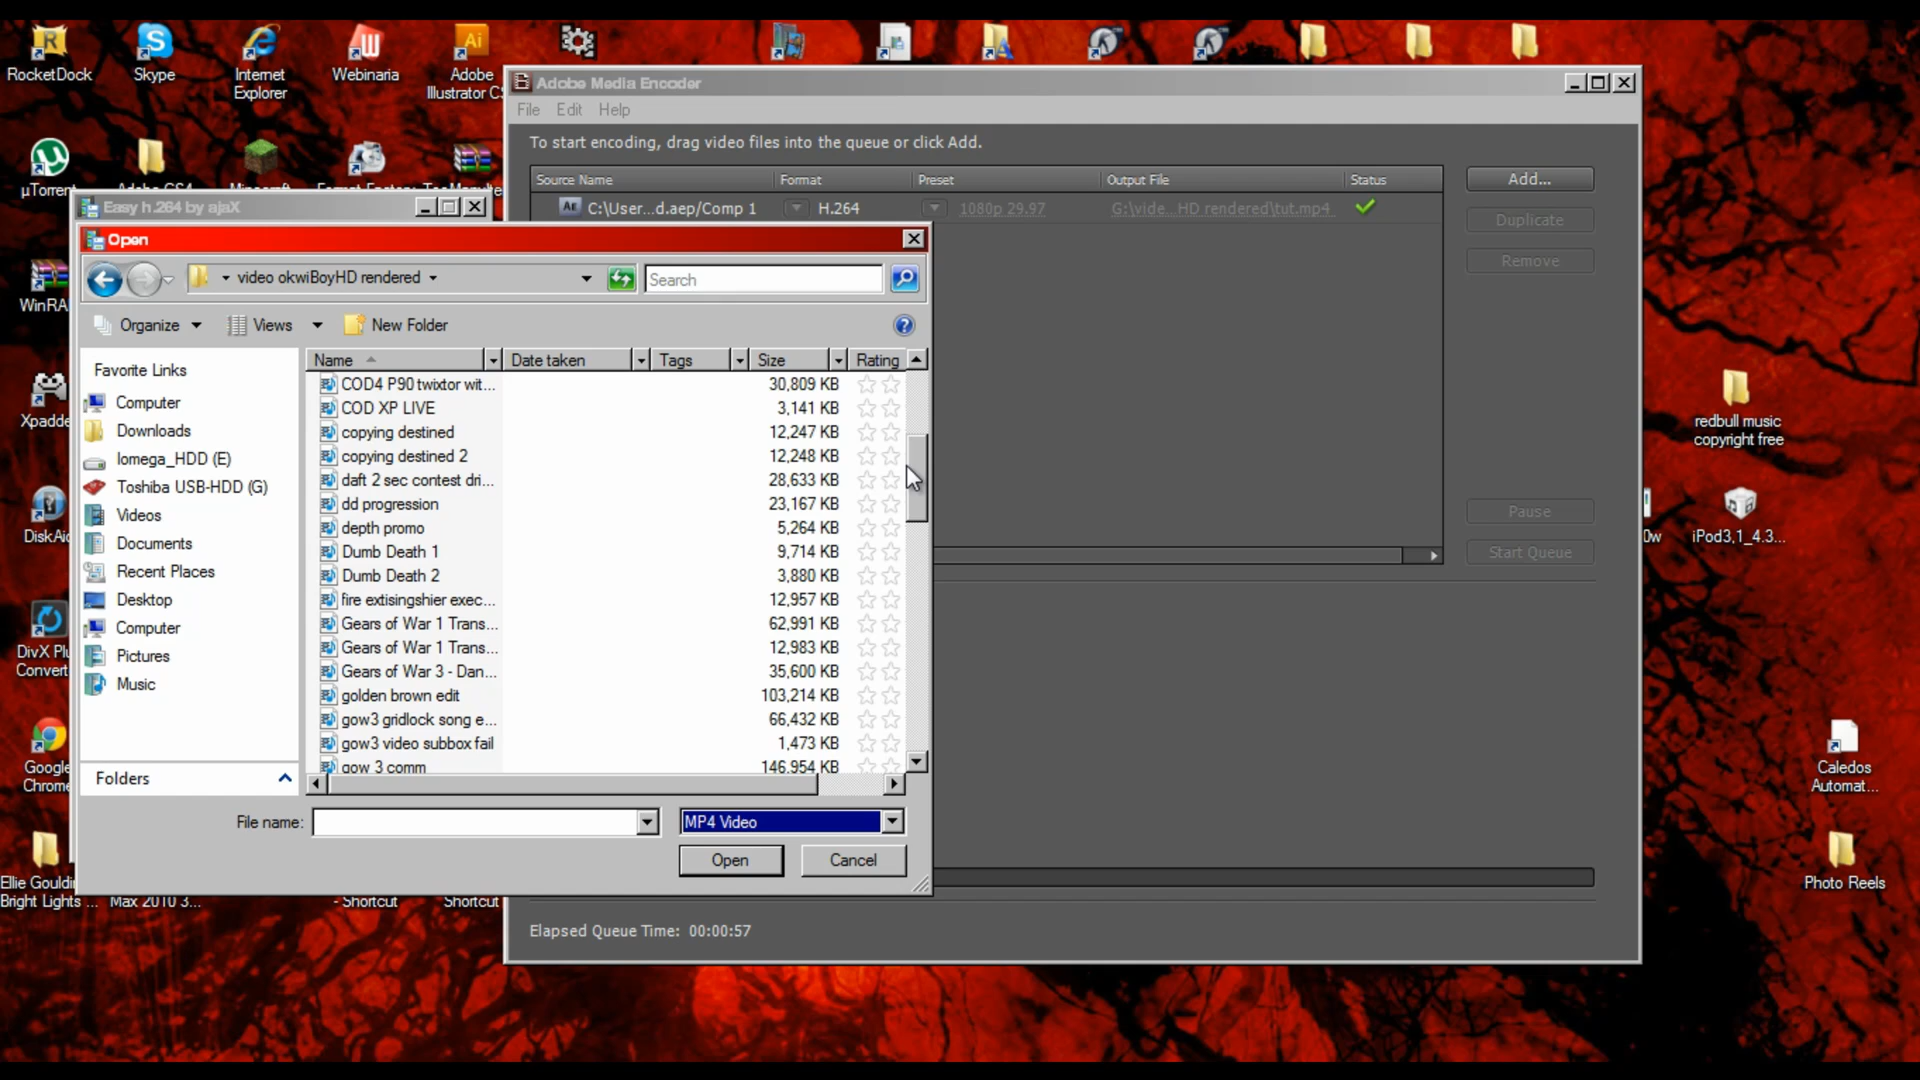 RocketDock
Skype
Internet
Explorer
Webinaria
Adobe
Illustrator C
µTorrent
WinRA
Xpadde
DiskAi
DivX Plu
Convert
Google
Chrome
Ellie Gouldi
Bright Lights ...
Max 2010 3...
- Shortcut
Shortcut
Easy h.264 by ajaX
Open
video okwiBoyHD rendered
Search
Organize
Views
New Folder
Favorite Links
Computer
Downloads
Iomega_HDD (E)
Toshiba USB-HDD (G)
Videos
Documents
Recent Places
Desktop
Computer
Pictures
Music
Folders
Name Date taken Tags Size Rating
COD4 P90 twixtor wit... 30,809 KB
COD XP LIVE 3,141 KB
copying destined 12,247 KB
copying destined 2 12,248 KB
daft 2 sec contest dri... 28,633 KB
dd progression 23,167 KB
depth promo 5,264 KB
Dumb Death 1 9,714 KB
Dumb Death 2 3,880 KB
fire extisingshier exec... 12,957 KB
Gears of War 1 Trans... 62,991 KB
Gears of War 1 Trans... 12,983 KB
Gears of War 3 - Dan... 35,600 KB
golden brown edit 103,214 KB
gow3 gridlock song e... 66,432 KB
gow3 video subbox fail 1,473 KB
gow 3 comm 146,954 KB
File name:
MP4 Video
Open Cancel
Adobe Media Encoder
File Edit Help
To start encoding, drag video files into the queue or click Add.
Source Name Format Preset Output File Status
C:\User...d.aep/Comp 1 H.264 1080p 29.97 G:\vide...HD rendered\tut.mp4
Add...
Duplicate
Remove
Pause
Start Queue
Elapsed Queue Time: 00:00:57
redbull music
copyright free
0w
iPod3,1_4.3...
Caledos
Automat...
Photo Reels